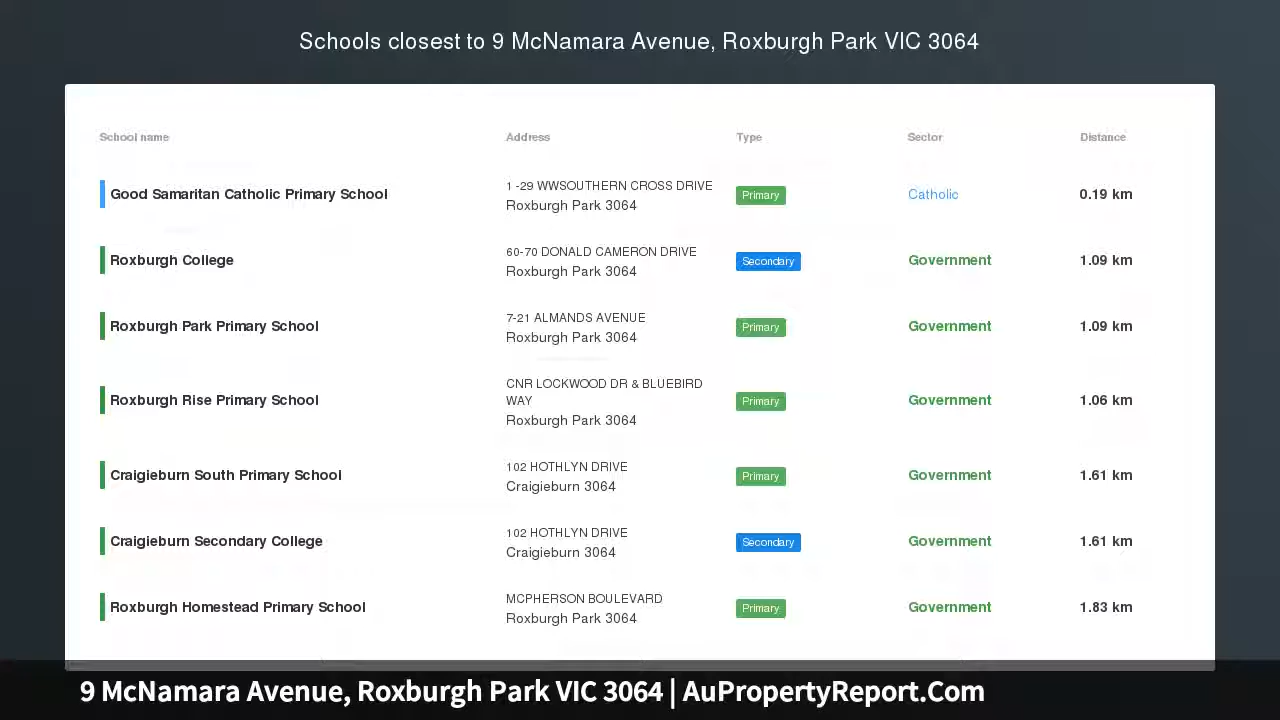 Schools closest to 9 McNamara Avenue, Roxburgh Park VIC 3064
School name Address Type Sector Distance
Good Samaritan Catholic Primary School 1 -29 WWSOUTHERN CROSS DRIVE Primary Catholic 0.19 km
Roxburgh Park 3064
Roxburgh College 60-70 DONALD CAMERON DRIVE Secondary Government 1.09 km
Roxburgh Park 3064
Roxburgh Park Primary School 7-21 ALMANDS AVENUE Primary Government 1.09 km
Roxburgh Park 3064
Roxburgh Rise Primary School CNR LOCKWOOD DR & BLUEBIRD Primary Government 1.06 km
WAY
Roxburgh Park 3064
Craigieburn South Primary School 102 HOTHLYN DRIVE Primary Government 1.61 km
Craigieburn 3064
Craigieburn Secondary College 102 HOTHLYN DRIVE Secondary Government 1.61 km
Craigieburn 3064
Roxburgh Homestead Primary School MCPHERSON BOULEVARD Primary Government 1.83 km
Roxburgh Park 3064
9 McNamara Avenue, Roxburgh Park VIC 3064 | AuPropertyReport.Com